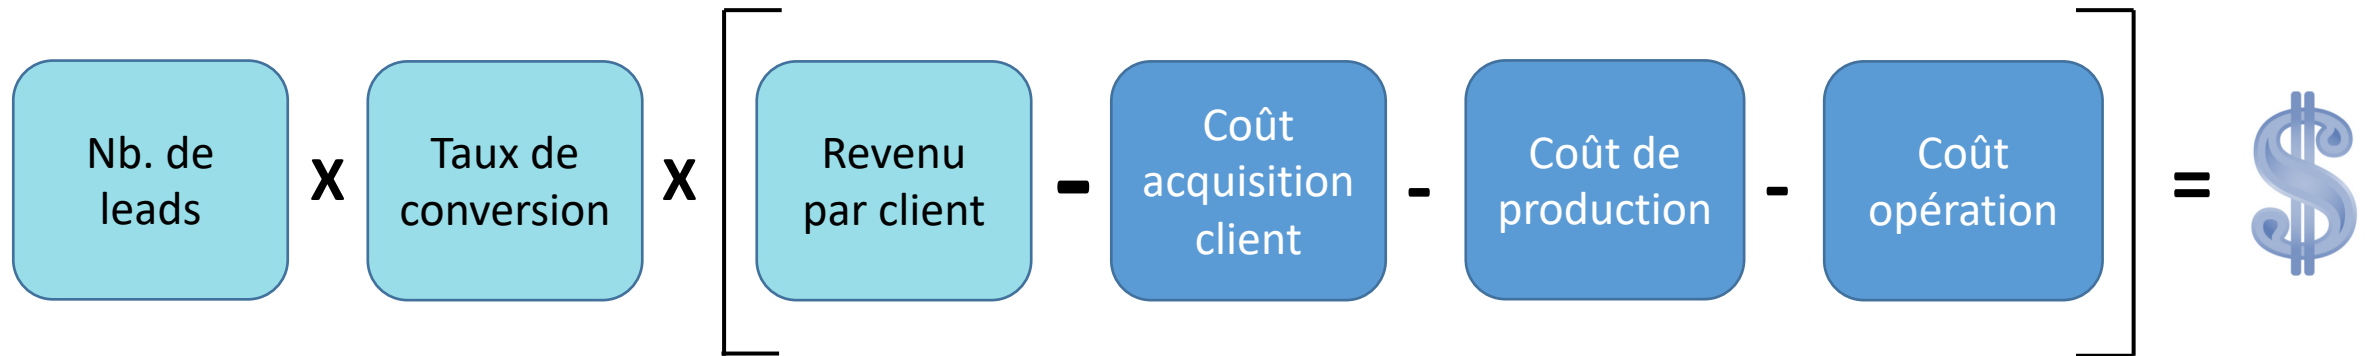 Nb. de
leads
X
Taux de
conversion
X
Revenu
par client
-
Coût
acquisition
client
-
Coût de
production
-
Coût
opération
=
$